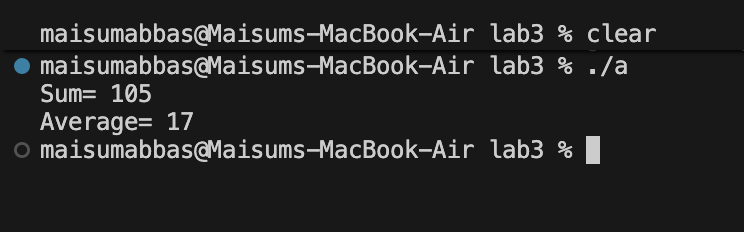 maisumabbas@Maisums-MacBook-Air lab3 % clear
maisumabbas@Maisums-MacBook-Air lab3 % ./a
Sum= 105
Average= 17
maisumabbas@Maisums-MacBook-Air lab3 %